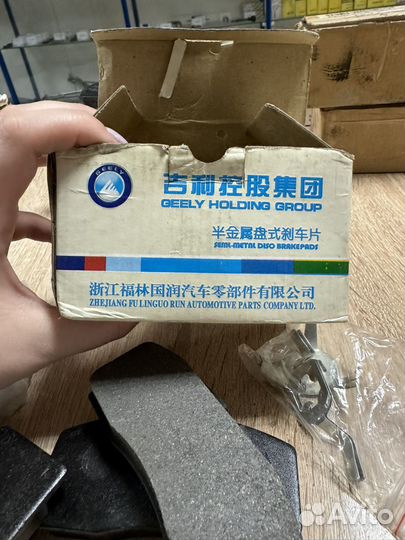 GEELY
吉利控股集团
GEELY HOLDING GROUP
半金属盘式刹车片
SEMI-METAL DISO BRAKEPADS
浙江福林国润汽车零部件有限公司
ZHEJIANG FU LINGUO RUN AUTOMOTIVE PARTS COMPANY LTD.
Avito